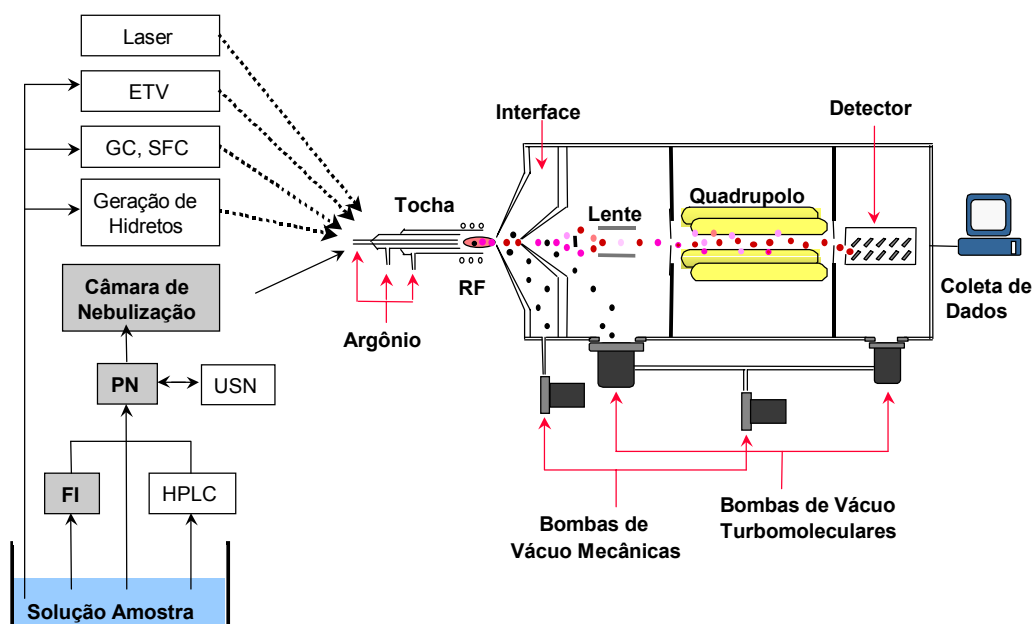 Laser
ETV
GC, SFC
Geração de
Hidretos
Câmara de
Nebulização
PN
USN
FI
HPLC
Solução Amostra
Tocha
RF
Argônio
Interface
Lente
Quadrupolo
Detector
Coleta de
Dados
Bombas de
Vácuo Mecânicas
Bombas de Vácuo
Turbomoleculares